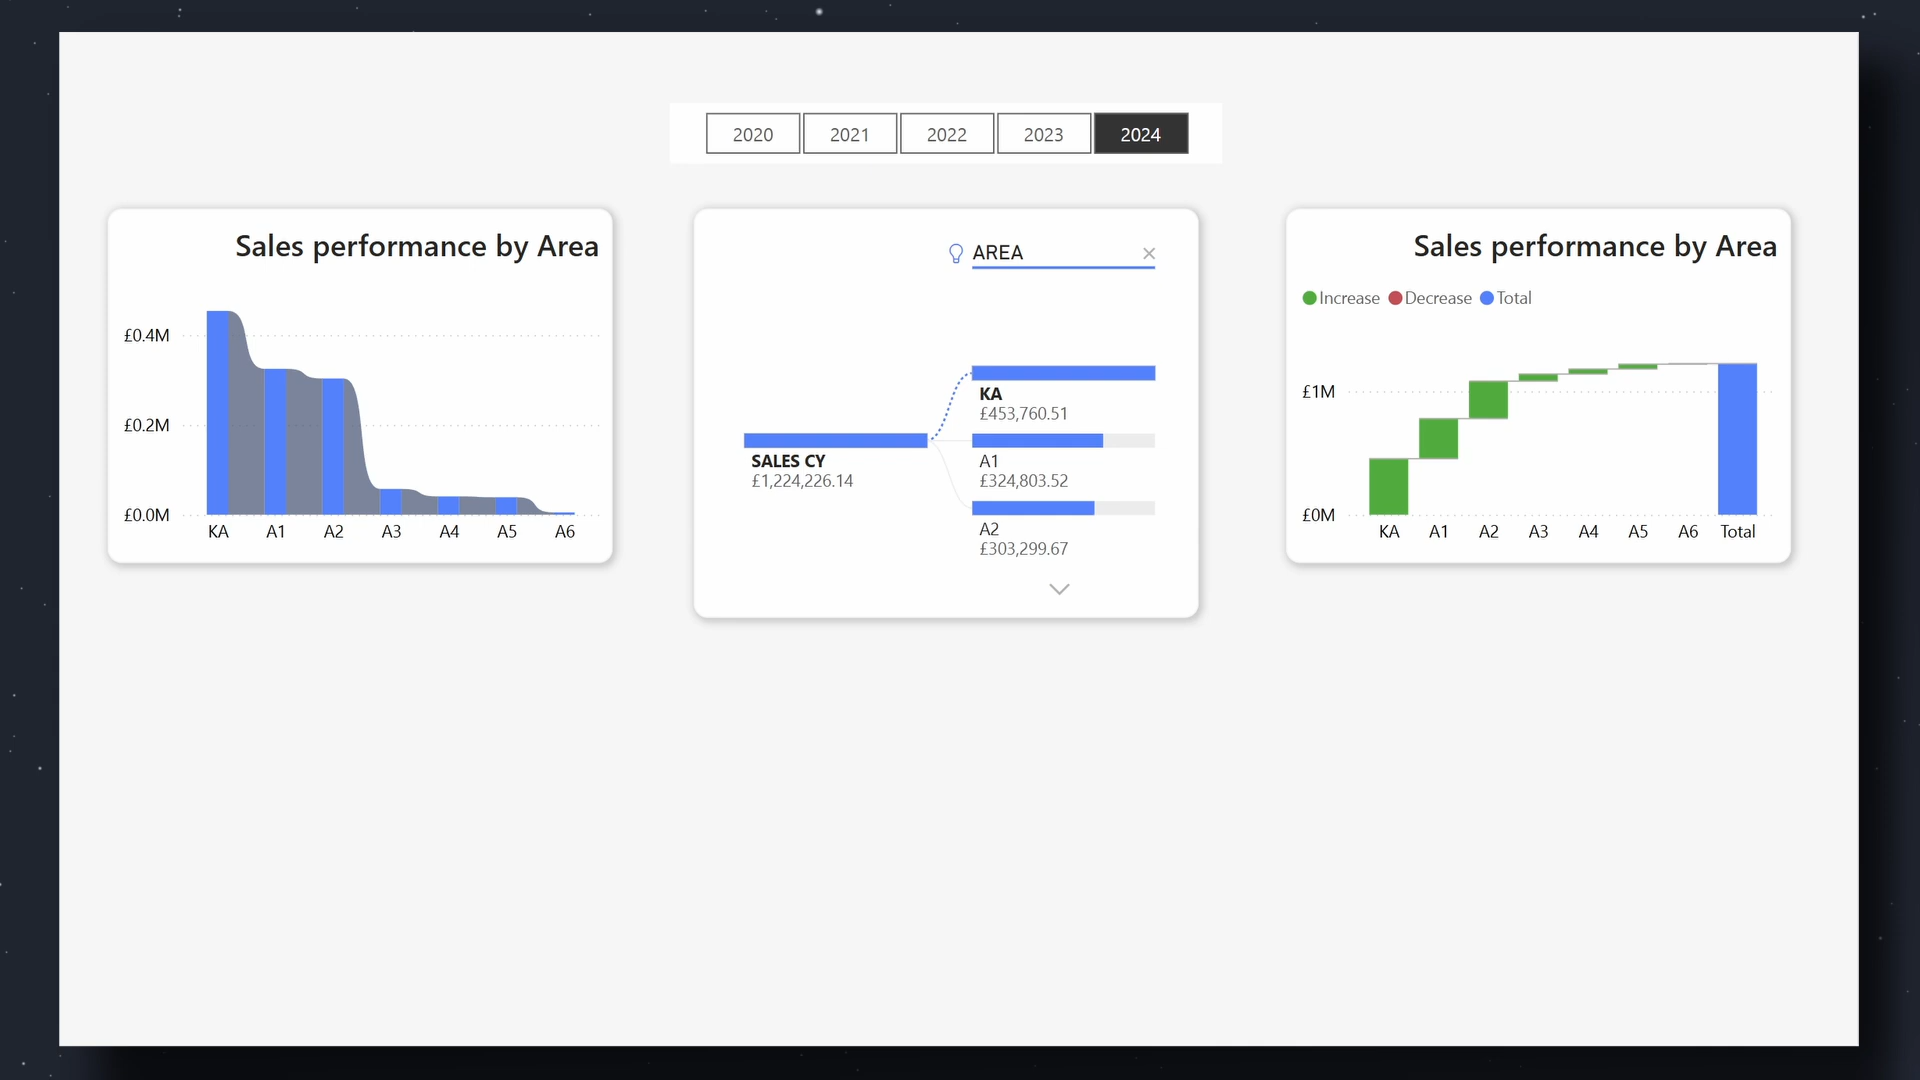 2020 2021 2022 2023 2024
Sales performance by Area
£0.4M
£0.2M
£0.0M
KA A1 A2 A3 A4 A5 A6
AREA
SALES CY
£1,224,226.14
KA
£453,760.51
A1
£324,803.52
A2
£303,299.67
Sales performance by Area
Increase Decrease Total
£1M
£0M
KA A1 A2 A3 A4 A5 A6 Total